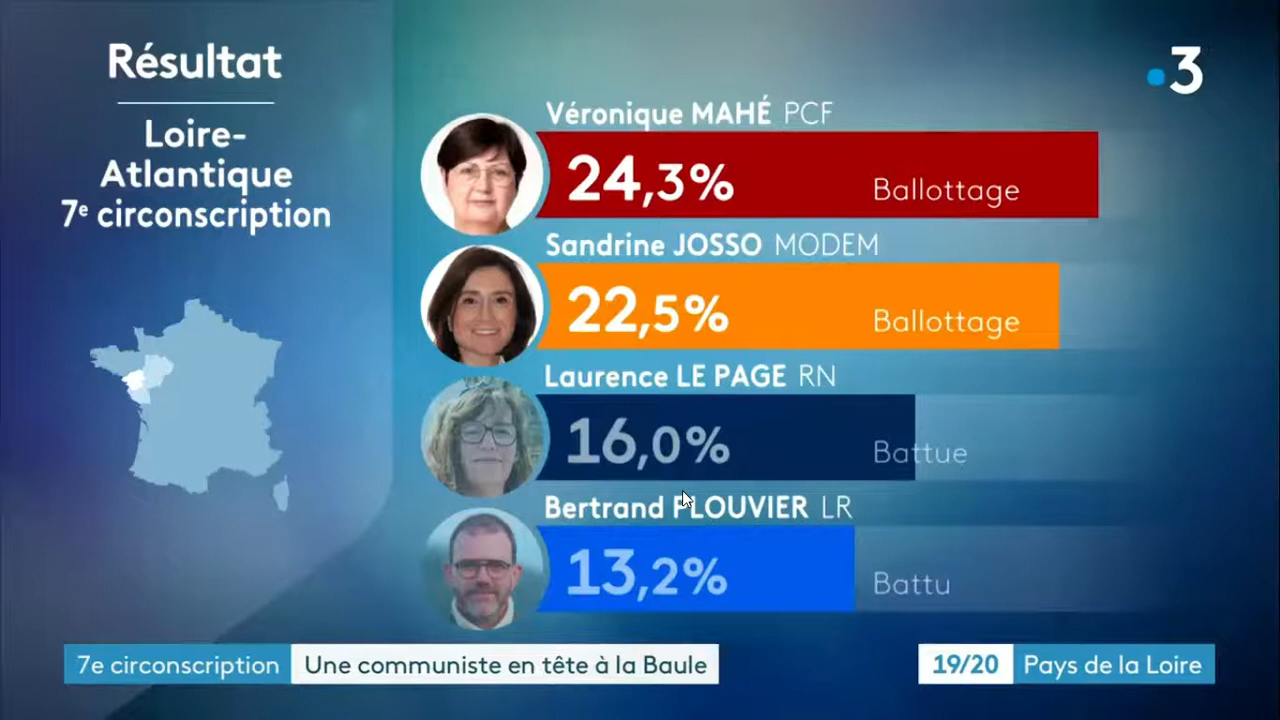 Résultat
Loire-
Atlantique
7e circonscription
3
Véronique MAHÉ PCF
24,3% Ballottage
Sandrine JOSSO MODEM
22,5% Ballottage
Laurence LE PAGE RN
16,0% Battue
Bertrand PLOUVIER LR
13,2% Battu
7e circonscription Une communiste en tête à la Baule
19/20 Pays de la Loire